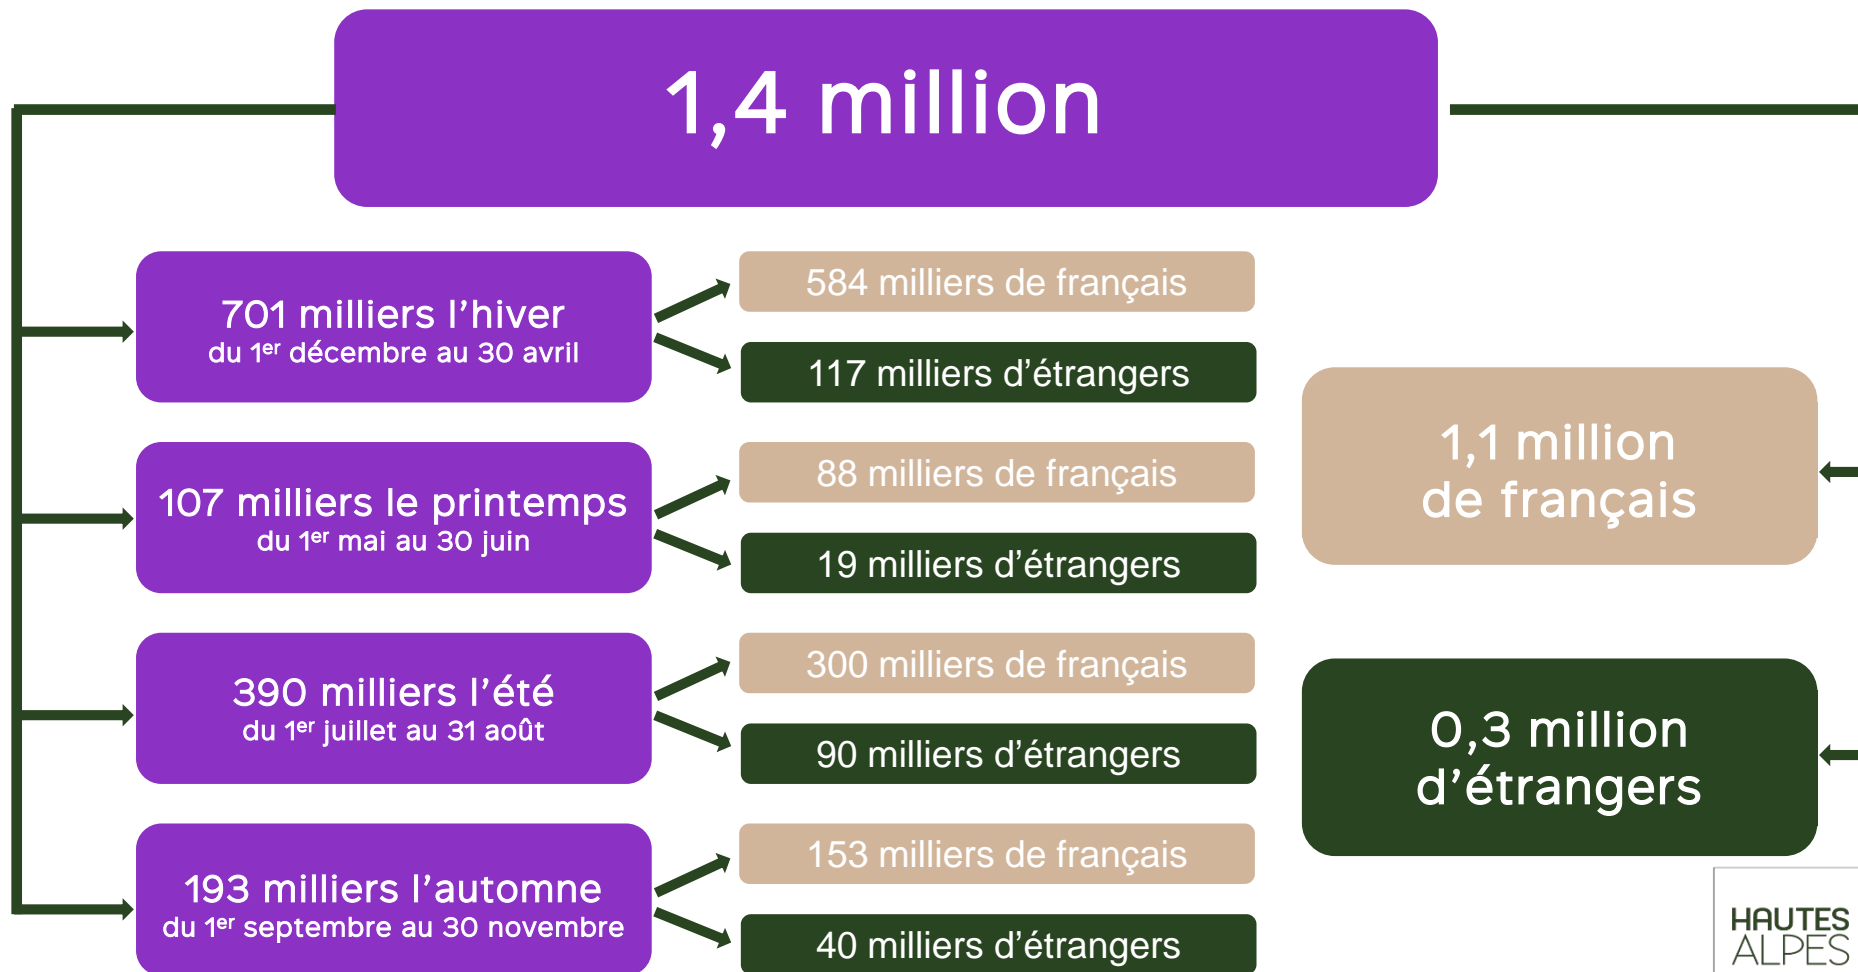 1,4 million
701 milliers l’hiver
du 1er décembre au 30 avril
584 milliers de français
117 milliers d’étrangers
107 milliers le printemps
du 1er mai au 30 juin
88 milliers de français
19 milliers d’étrangers
390 milliers l’été
du 1er juillet au 31 août
300 milliers de français
90 milliers d’étrangers
193 milliers l’automne
du 1er septembre au 30 novembre
153 milliers de français
40 milliers d’étrangers
1,1 million
de français
0,3 million
d’étrangers
HAUTES
ALPES